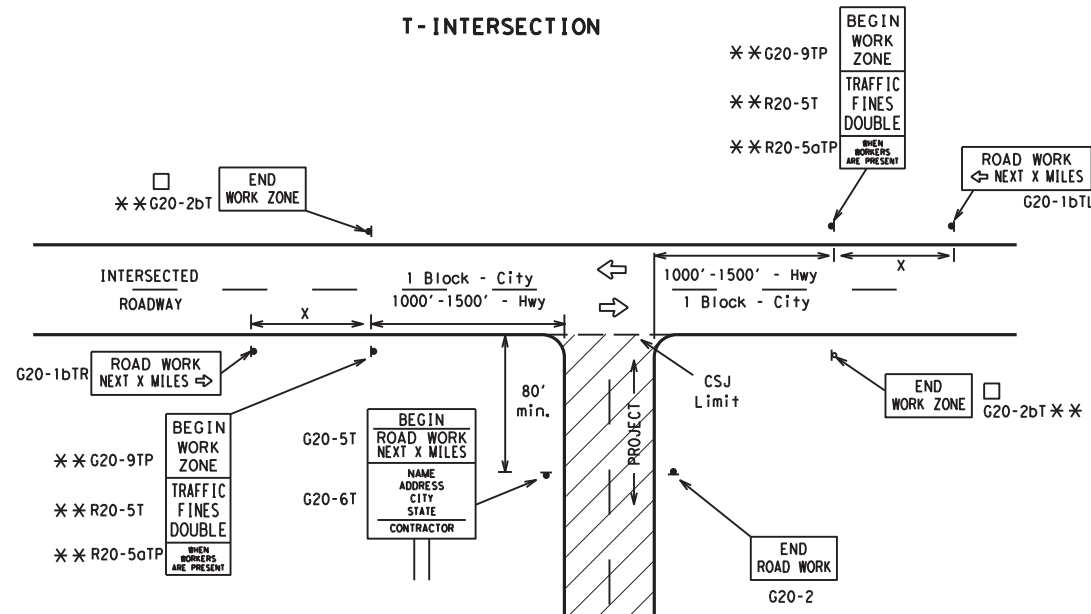 T-INTERSECTION
BEGIN
WORK
ZONE
TRAFFIC
FINES
DOUBLE
WHEN
WORKERS
ARE PRESENT
** G20-9TP
** R20-5T
** R20-5aTP
ROAD WORK
⇦ NEXT X MILES
G20-1bTL
□
** G20-2bT
END
WORK ZONE
INTERSECTED
ROADWAY
X
1 Block - City
1000'-1500' - Hwy
1000'-1500' - Hwy
1 Block - City
X
G20-1bTR
ROAD WORK
NEXT X MILES ⇨
80'
min.
CSJ
Limit
PROJECT
END
WORK ZONE
□
G20-2bT **
** G20-9TP
** R20-5T
** R20-5aTP
BEGIN
WORK
ZONE
TRAFFIC
FINES
DOUBLE
WHEN
WORKERS
ARE PRESENT
G20-5T
G20-6T
BEGIN
ROAD WORK
NEXT X MILES
NAME
ADDRESS
CITY
STATE
CONTRACTOR
END
ROAD WORK
G20-2